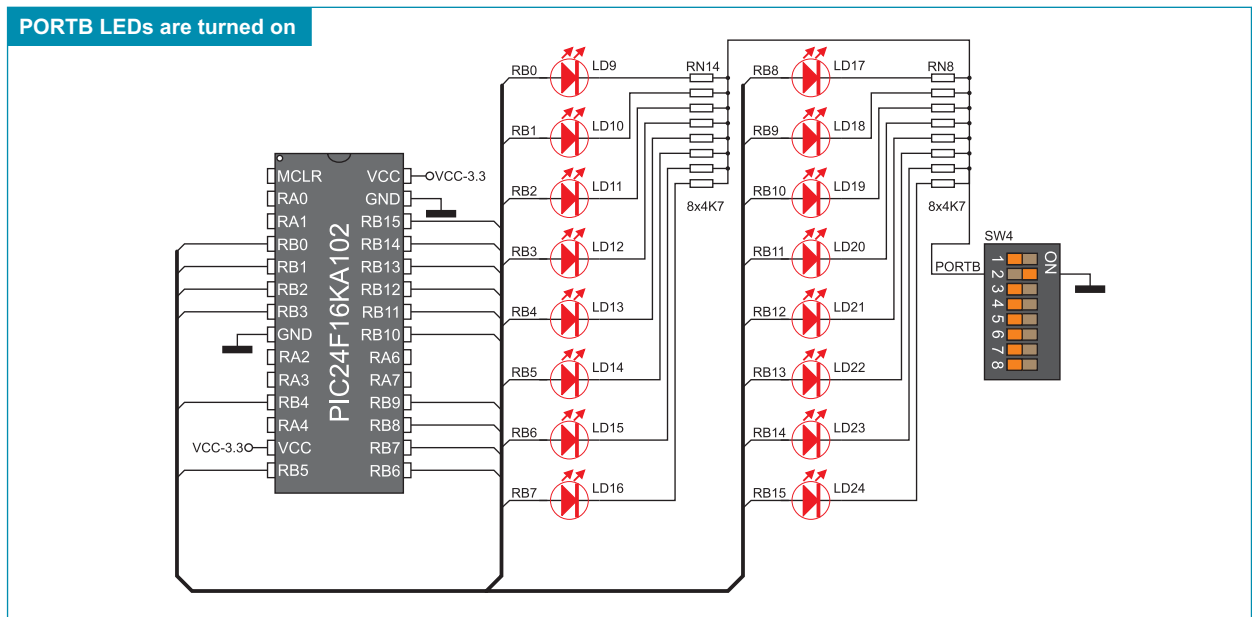 PORTB LEDs are turned on
PIC24F16KA102
MCLR
RA0
RA1
RB0
RB1
RB2
RB3
GND
RA2
RA3
RB4
RA4
VCC
RB5
VCC-3.3
VCC
GND
RB15
RB14
RB13
RB12
RB11
RB10
RA6
RA7
RB9
RB8
RB7
RB6
VCC-3.3
RB0 LD9
RB1 LD10
RB2 LD11
RB3 LD12
RB4 LD13
RB5 LD14
RB6 LD15
RB7 LD16
RN14
8x4K7
RB8 LD17
RB9 LD18
RB10 LD19
RB11 LD20
RB12 LD21
RB13 LD22
RB14 LD23
RB15 LD24
RN8
8x4K7
SW4
PORTB
1
2
3
4
5
6
7
8
ON